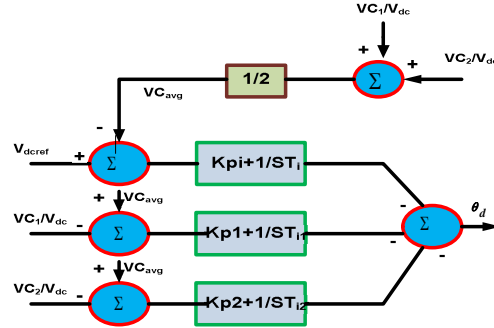 VC1/Vdc
+
Σ
+
VC2/Vdc
1/2
VCavg
-
Vdcref
+
Σ
Kpi+1/STi
+
VCavg
-
VC1/Vdc
-
Σ
Kp1+1/STi1
-
Σ
θd
+
VCavg
-
VC2/Vdc
-
Σ
Kp2+1/STi2